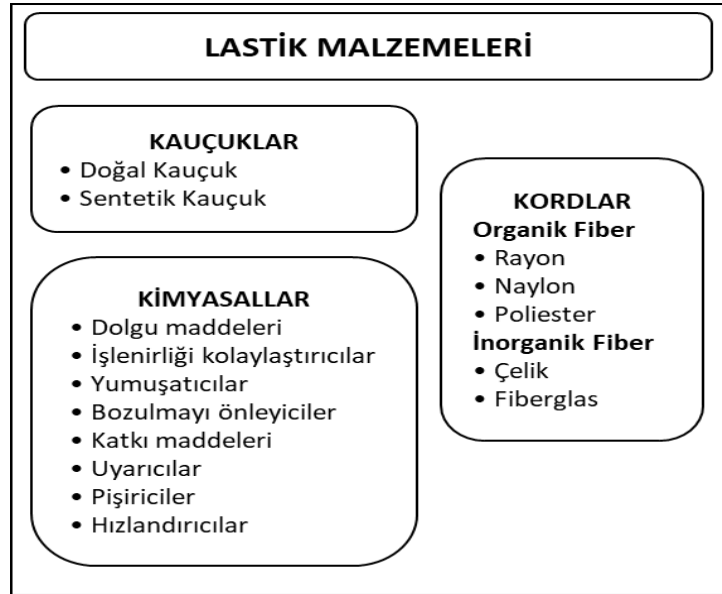 LASTİK MALZEMELERİ
KAUÇUKLAR
• Doğal Kauçuk
• Sentetik Kauçuk
KİMYASALLAR
• Dolgu maddeleri
• İşlenirliği kolaylaştırıcılar
• Yumuşatıcılar
• Bozulmayı önleyiciler
• Katkı maddeleri
• Uyarıcılar
• Pişiriciler
• Hızlandırıcılar
KORDLAR
Organik Fiber
• Rayon
• Naylon
• Poliester
İnorganik Fiber
• Çelik
• Fiberglas